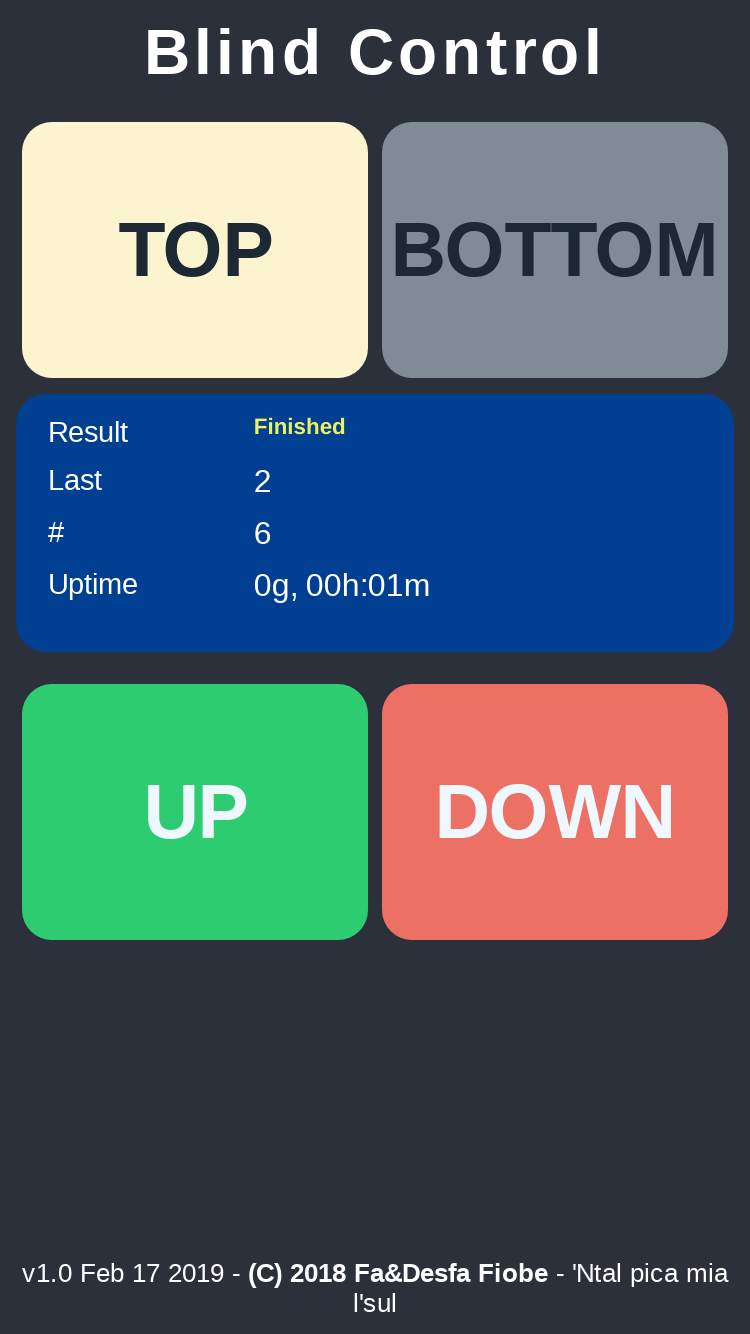 Blind Control
TOP
BOTTOM
Result Finished
Last 2
# 6
Uptime 0g, 00h:01m
UP
DOWN
v1.0 Feb 17 2019 - (C) 2018 Fa&Desfa Fiobe - 'Ntal pica mia
l'sul